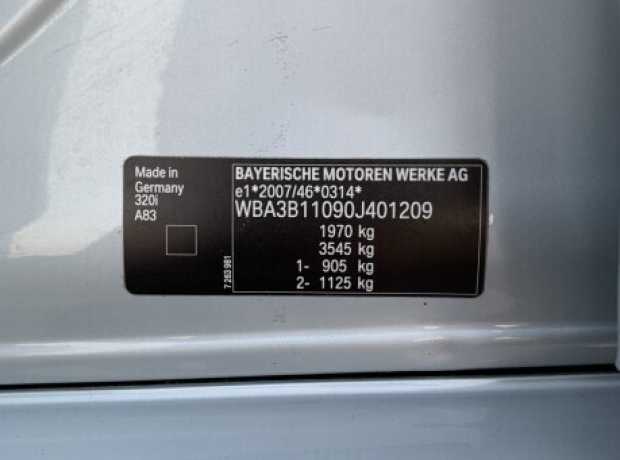 Made in
Germany
320i
A83
7 263 981
BAYERISCHE MOTOREN WERKE AG
e1*2007/46*0314*
WBA3B11090J401209
1970 kg
3545 kg
1- 905 kg
2- 1125 kg